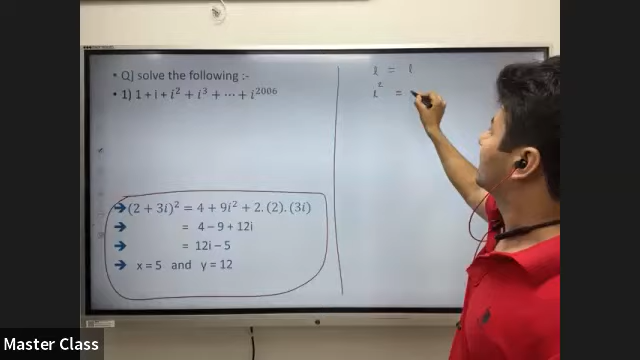 • Q] solve the following :-
• 1) 1 + i + i² + i³ + ⋯ + i²⁰⁰⁶
➔ (2 + 3i)² = 4 + 9i² + 2.(2).(3i)
➔ = 4 – 9 + 12i
➔ = 12i – 5
➔ x = 5 and y = 12
i = i
i² =
Master Class